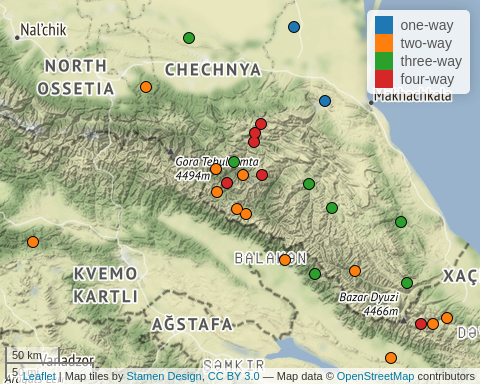 Nal'chik
NORTH
OSSETIA
CHECHNYA
one-way
two-way
three-way
four-way
Makhachkala
Gora Tebulosmta
4494m
BALAKƏN
KVEMO
KARTLI
XAÇ
Bazar Dyuzi
4466m
AĞSTAFA
DƏ
ŞƏMKİR
50 km
Vanadzor
Leaflet | Map tiles by Stamen Design, CC BY 3.0 — Map data © OpenStreetMap contributors